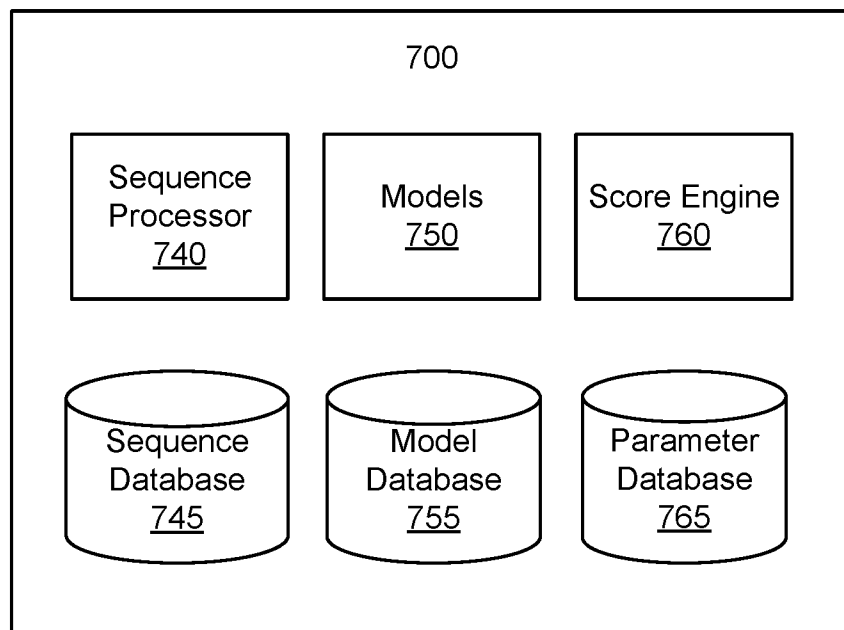 700
Sequence
Processor
740
Models
750
Score Engine
760
Sequence
Database
745
Model
Database
755
Parameter
Database
765